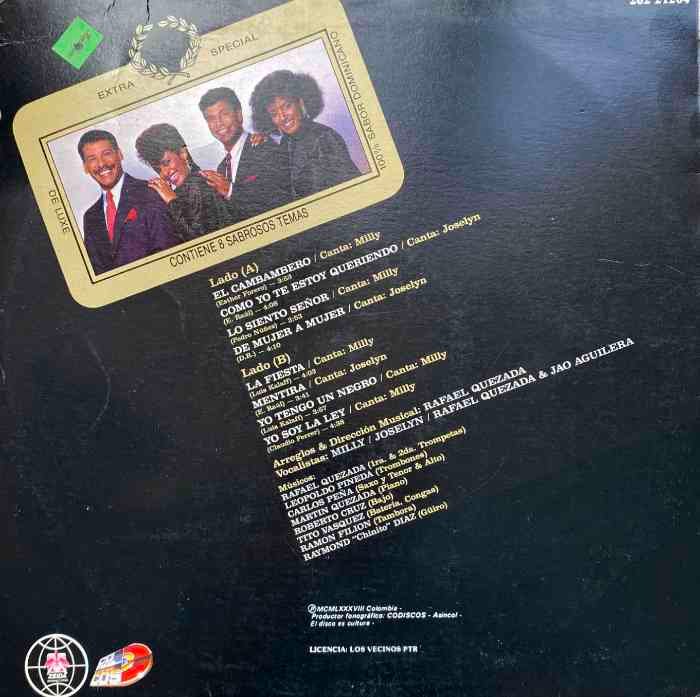 EXTRA SPECIAL
DE LUXE
100% SABOR DOMINICANO
CONTIENE 8 SABROSOS TEMAS
Lado (A)
EL CAMBAMBERO / Canta: Milly
(Esther Forero) — 3:53
COMO YO TE ESTOY QUERIENDO / Canta: Joselyn
(E. Raúl) — 4:08
LO SIENTO SEÑOR / Canta: Milly
(Pedro Núñez) — 3:53
DE MUJER A MUJER / Canta: Joselyn
(D.R.) — 4:10
Lado (B)
LA FIESTA / Canta: Milly
(Luis Kalaff) — 4:03
MENTIRA / Canta: Joselyn
(E. Raúl) — 3:41
YO TENGO UN NEGRO / Canta: Milly
(Luis Kalaff) — 3:57
YO SOY LA LEY / Canta: Milly
(Claudio Ferrer) — 4:38
Arreglos & Dirección Musical: RAFAEL QUEZADA
Vocalistas: MILLY / JOSELYN / RAFAEL QUEZADA & JAO AGUILERA
Músicos:
RAFAEL QUEZADA (1ra. & 2da. Trompetas)
LEOPOLDO PINEDA (Trombones)
CARLOS PEÑA (Saxo y Tenor & Alto)
MARTIN QUEZADA (Piano)
ROBERTO CRUZ (Bajo)
TITO VASQUEZ (Batería, Congas)
RAMON FILION (Tambora)
RAYMOND "Chinito" DIAZ (Güiro)
Ⓟ MCMLXXXVIII Colombia -
Productor fonográfico: CODISCOS - Asincol -
El disco es cultura -
LICENCIA: LOS VECINOS PTR
ZEIDA